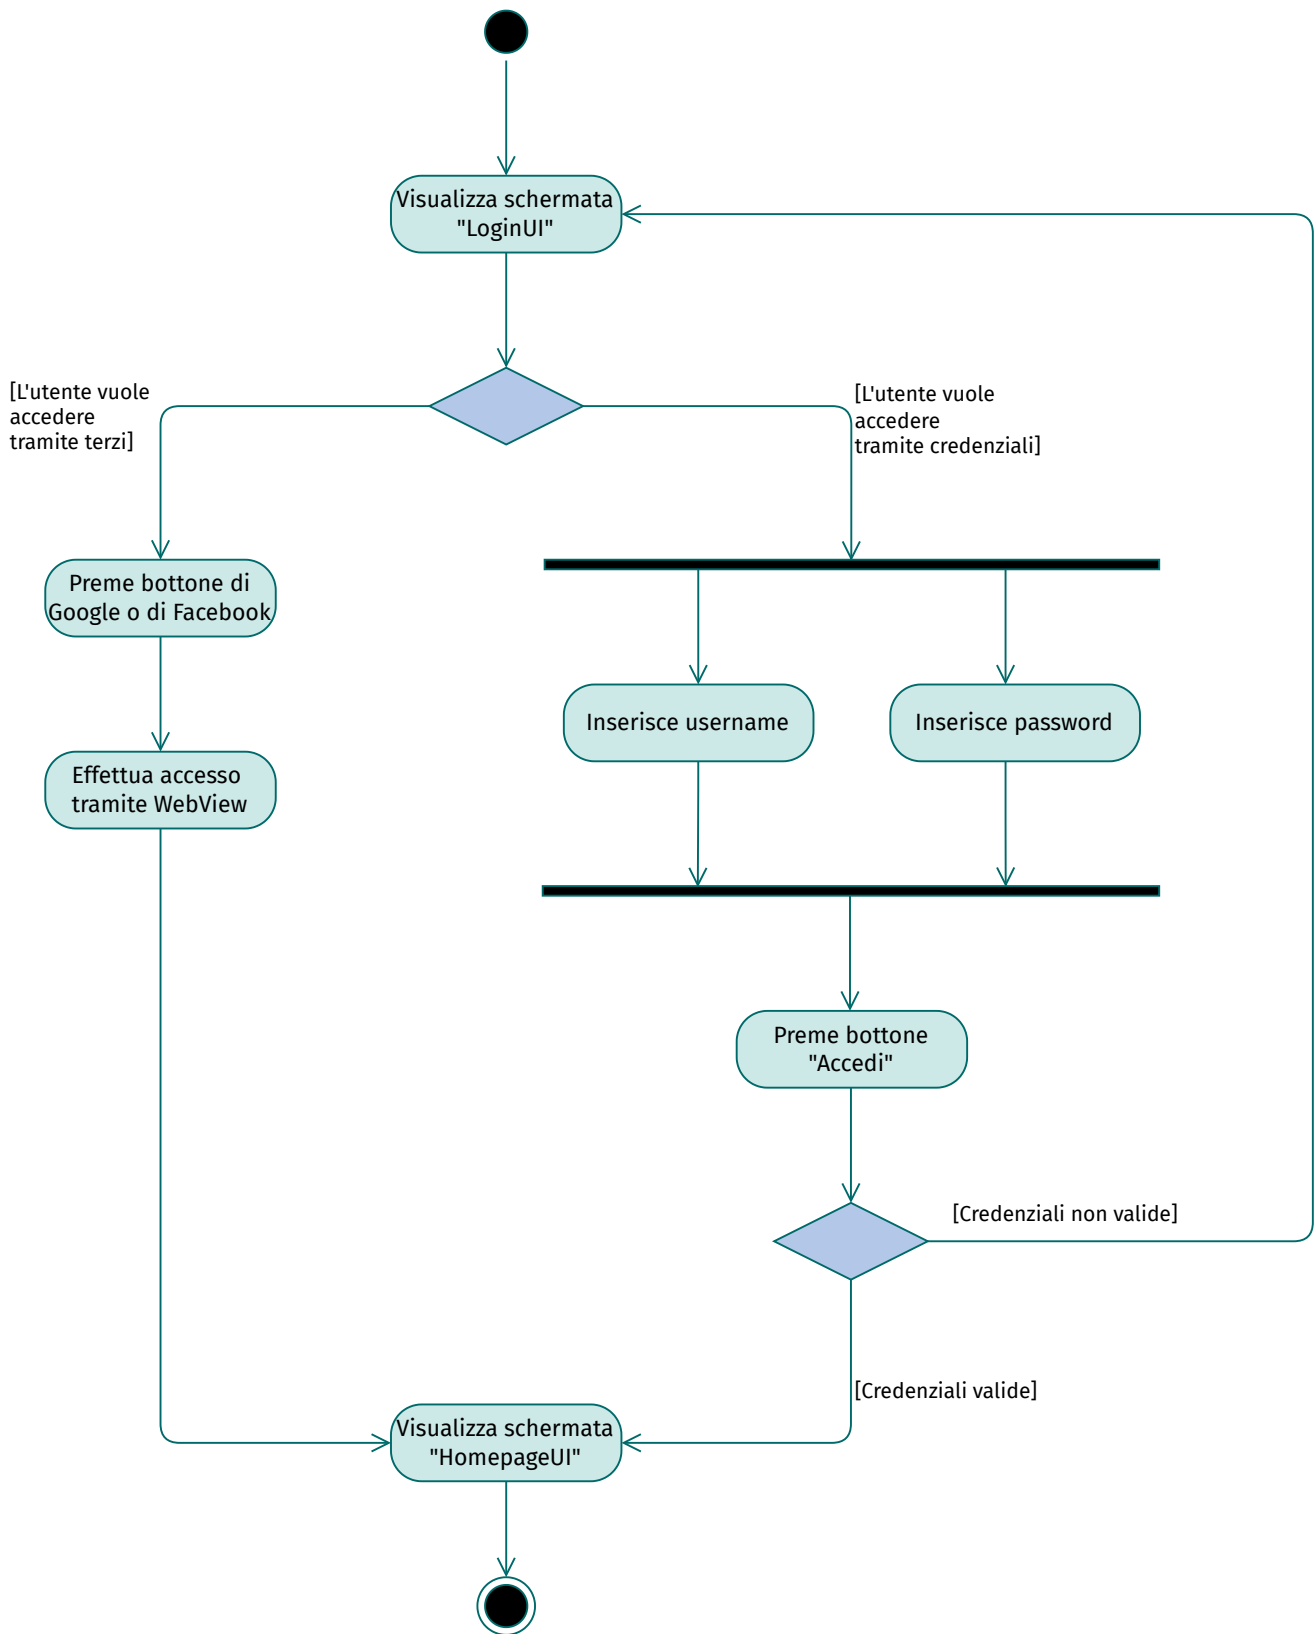 Visualizza schermata
"LoginUI"
[L'utente vuole
accedere
tramite terzi]
[L'utente vuole
accedere
tramite credenziali]
Preme bottone di
Google o di Facebook
Inserisce username
Inserisce password
Effettua accesso
tramite WebView
Preme bottone
"Accedi"
[Credenziali non valide]
[Credenziali valide]
Visualizza schermata
"HomepageUI"